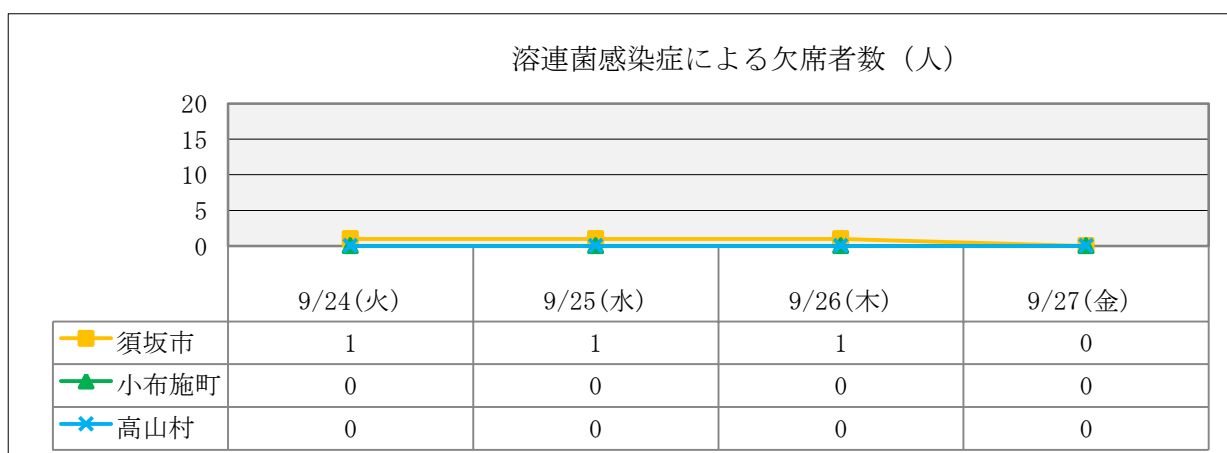 溶連菌感染症による欠席者数（人）
20
15
10
5
0
9/24(火) 9/25(水) 9/26(木) 9/27(金)
須坂市 1 1 1 0
小布施町 0 0 0 0
高山村 0 0 0 0